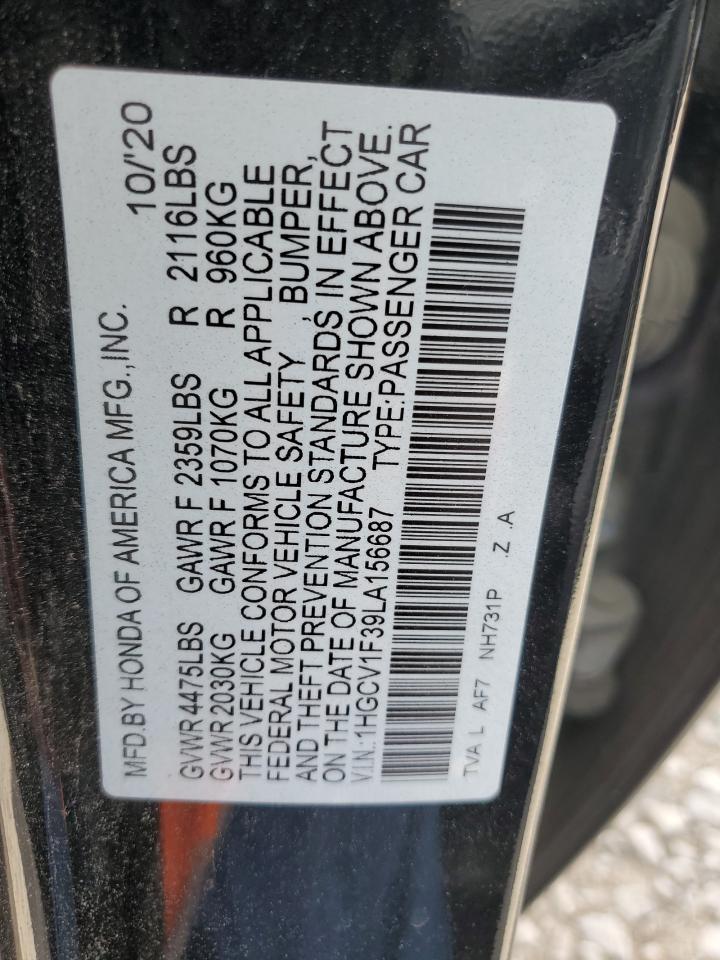 MFD.BY HONDA OF AMERICA MFG.,INC. 10/'20
GVWR 4475LBS GAWR F 2359LBS R 2116LBS
GVWR 2030KG GAWR F 1070KG R 960KG
THIS VEHICLE CONFORMS TO ALL APPLICABLE
FEDERAL MOTOR VEHICLE SAFETY , BUMPER,
AND THEFT PREVENTION STANDARDS IN EFFECT
ON THE DATE OF MANUFACTURE SHOWN ABOVE.
V.I.N.:1HGCV1F39LA156687 TYPE:PASSENGER CAR
TVA L AF7 NH731P .Z .A